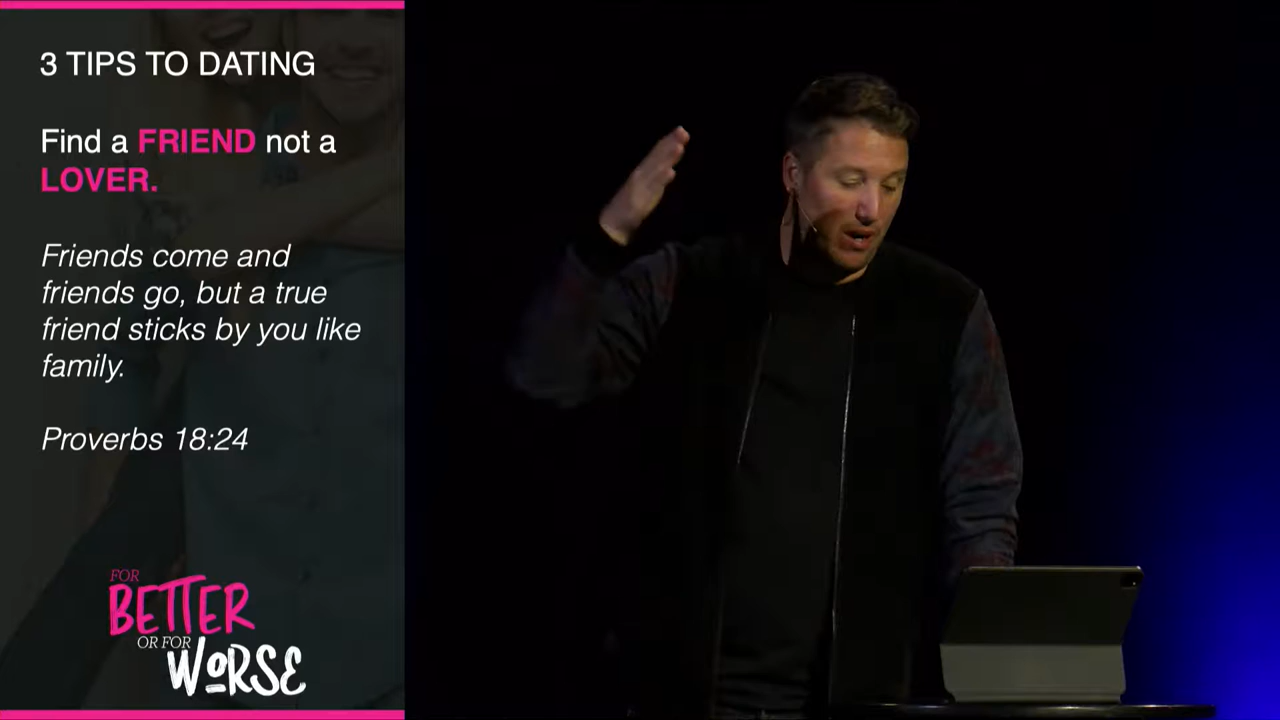 3 TIPS TO DATING
Find a FRIEND not a
LOVER.
Friends come and
friends go, but a true
friend sticks by you like
family.
Proverbs 18:24
FOR
BETTER
OR FOR
WORSE